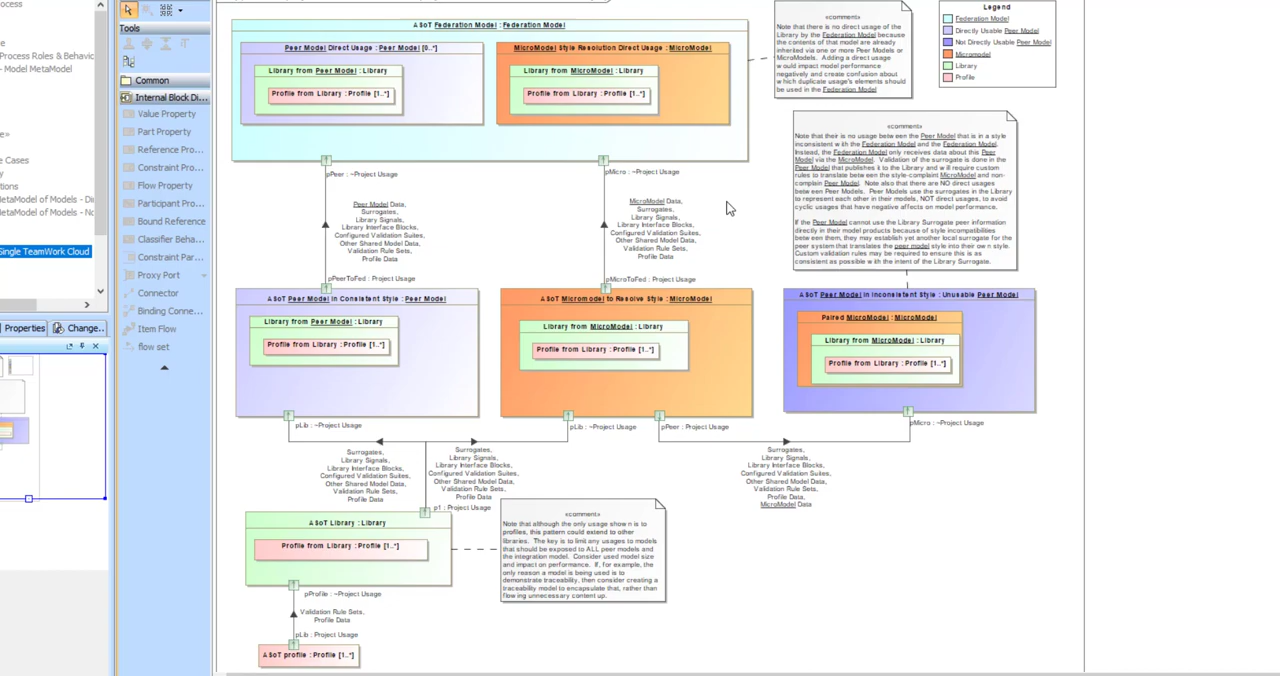 ocess
e
Process Roles & Behavic
- Model MetaModel
e»
e Cases
y
tions
MetaModel of Models - Di
MetaModel of Models - Nc
Single TeamWork Cloud
Properties
Change..
Tools
Common
Internal Block Di...
Value Property
Part Property
Reference Pro...
Constraint Pro...
Flow Property
Participant Pro...
Bound Reference
Classifier Beha...
Constraint Par...
Proxy Port
Connector
Binding Conne...
Item Flow
flow set
ASoT Federation Model : Federation Model
Peer Model Direct Usage : Peer Model [0..*]
Library from Peer Model : Library
Profile from Library : Profile [1..*]
MicroModel Style Resolution Direct Usage : MicroModel
Library from MicroModel : Library
Profile from Library : Profile [1..*]
«comment»
Note that there is no direct usage of the
Library by the Federation Model because
the contents of that model are already
inherited via one or more Peer Models or
MicroModels. Adding a direct usage
would impact model performance
negatively and create confusion about
which duplicate usage's elements should
be used in the Federation Model
Legend
Federation Model
Directly Usable Peer Model
Not Directly Usable Peer Model
Micromodel
Library
Profile
«comment»
Note that their is no usage between the Peer Model that is in a style
inconsistent with the Federation Model and the Federation Model.
Instead, the Federation Model only receives data about this Peer
Model via the MicroModel. Validation of the surrogate is done in the
Peer Model that publishes it to the Library and will require custom
rules to translate between the style-complaint MicroModel and non-
complain Peer Model. Note also that there are NO direct usages
between Peer Models. Peer Models use the surrogates in the Library
to represent each other in their models, NOT direct usages, to avoid
cyclic usages that have negative affects on model performance.
If the Peer Model cannot use the Library Surrogate peer information
directly in their model products because of style incompatibilities
between them, they may establish yet another local surrogate for the
peer system that translates the peer model style into their own style.
Custom validation rules may be required to ensure this is as
consistent as possible with the intent of the Library Surrogate.
pPeer : ~Project Usage
Peer Model Data,
Surrogates,
Library Signals,
Library Interface Blocks,
Configured Validation Suites,
Other Shared Model Data,
Validation Rule Sets,
Profile Data
pPeerToFed : Project Usage
pMicro : ~Project Usage
MicroModel Data,
Surrogates,
Library Signals,
Library Interface Blocks,
Configured Validation Suites,
Other Shared Model Data,
Validation Rule Sets,
Profile Data
pMicroToFed : Project Usage
ASoT Peer Model in Consistent Style : Peer Model
Library from Peer Model : Library
Profile from Library : Profile [1..*]
ASoT Micromodel to Resolve Style : MicroModel
Library from MicroModel : Library
Profile from Library : Profile [1..*]
ASoT Peer Model in Inconsistent Style : Unusable Peer Model
Paired MicroModel : MicroModel
Library from MicroModel : Library
Profile from Library : Profile [1..*]
pLib : ~Project Usage
pLib : ~Project Usage
pPeer : Project Usage
pMicro : ~Project Usage
Surrogates,
Library Signals,
Library Interface Blocks,
Configured Validation Suites,
Other Shared Model Data,
Validation Rule Sets,
Profile Data
Surrogates,
Library Signals,
Library Interface Blocks,
Configured Validation Suites,
Other Shared Model Data,
Validation Rule Sets,
Profile Data
Surrogates,
Library Signals,
Library Interface Blocks,
Configured Validation Suites,
Other Shared Model Data,
Validation Rule Sets,
Profile Data,
MicroModel Data
p1 : Project Usage
ASoT Library : Library
Profile from Library : Profile [1..*]
«comment»
Note that although the only usage shown is to
profiles, this pattern could extend to other
libraries. The key is to limit any usages to models
that should be exposed to ALL peer models and
the integration model. Consider used model size
and impact on performance. If, for example, the
only reason a model is being used is to
demonstrate traceability, then consider creating a
traceability model to encapsulate that, rather than
flowing unnecessary content up.
pProfile : ~Project Usage
Validation Rule Sets,
Profile Data
pLib : Project Usage
ASoT profile : Profile [1..*]